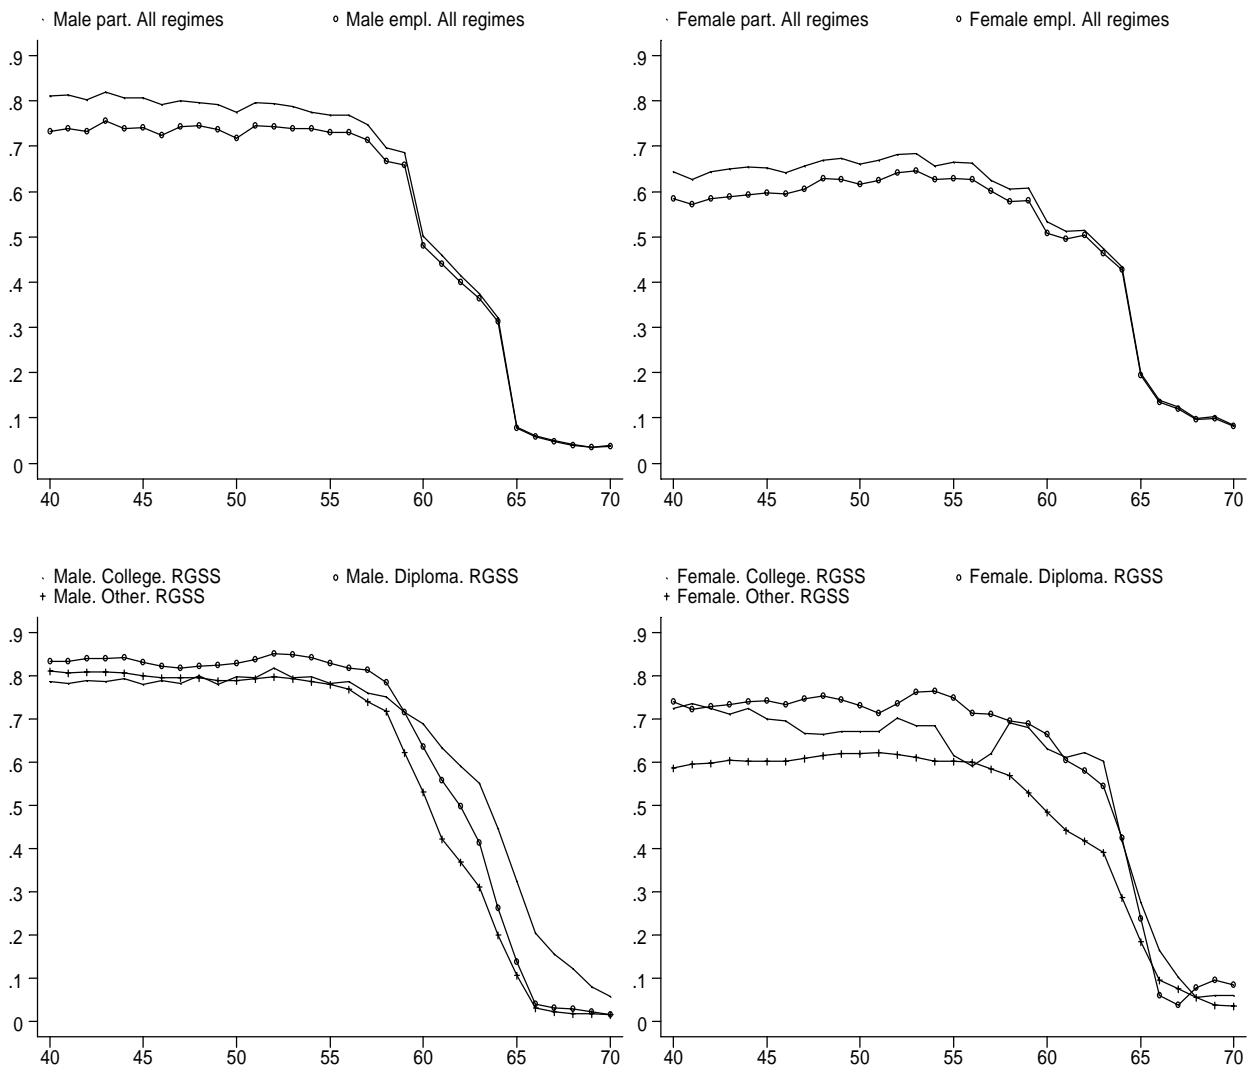 Male part. All regimes
Male empl. All regimes
.9
.8
.7
.6
.5
.4
.3
.2
.1
0
40 45 50 55 60 65 70
Female part. All regimes
Female empl. All regimes
.9
.8
.7
.6
.5
.4
.3
.2
.1
0
40 45 50 55 60 65 70
Male. College. RGSS
Male. Diploma. RGSS
Male. Other. RGSS
.9
.8
.7
.6
.5
.4
.3
.2
.1
0
40 45 50 55 60 65 70
Female. College. RGSS
Female. Diploma. RGSS
Female. Other. RGSS
.9
.8
.7
.6
.5
.4
.3
.2
.1
0
40 45 50 55 60 65 70